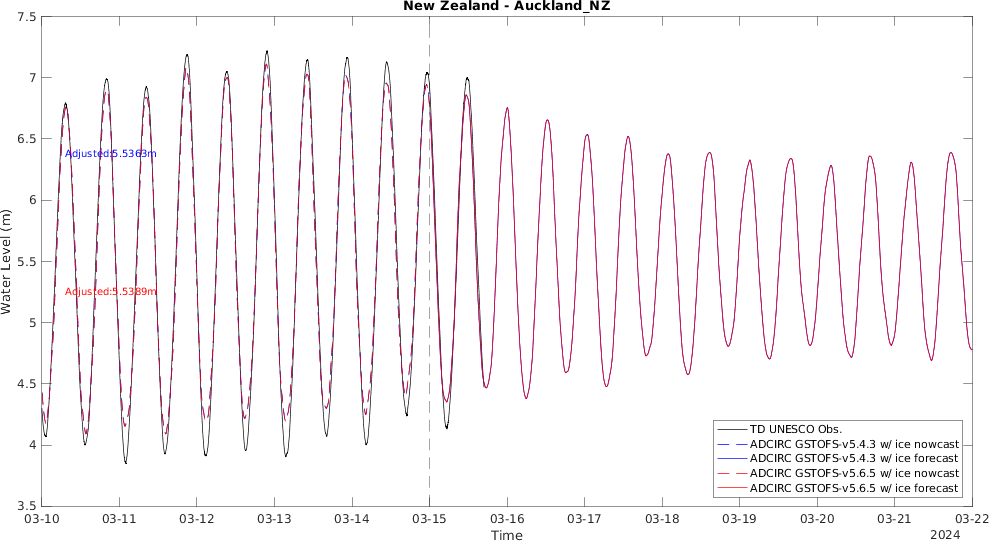 New Zealand - Auckland_NZ
7.5
7
6.5
6
5.5
5
4.5
4
3.5
Water Level (m)
Adjusted:5.5363m
Adjusted:5.5389m
TD UNESCO Obs.
ADCIRC GSTOFS-v5.4.3 w/ ice nowcast
ADCIRC GSTOFS-v5.4.3 w/ ice forecast
ADCIRC GSTOFS-v5.6.5 w/ ice nowcast
ADCIRC GSTOFS-v5.6.5 w/ ice forecast
03-10 03-11 03-12 03-13 03-14 03-15 03-16 03-17 03-18 03-19 03-20 03-21 03-22
Time
2024